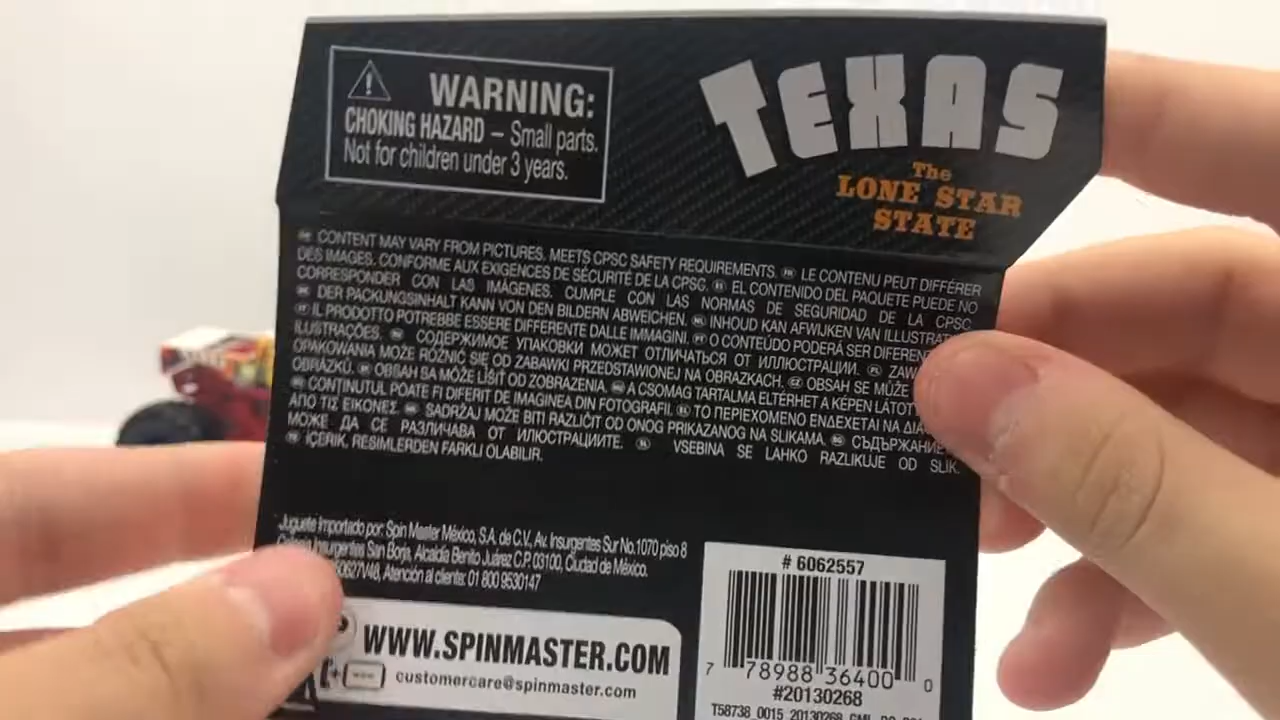 WARNING:
CHOKING HAZARD – Small parts.
Not for children under 3 years.
TEXAS
The
LONE STAR
STATE
CONTENT MAY VARY FROM PICTURES. MEETS CPSC SAFETY REQUIREMENTS. LE CONTENU PEUT DIFFÉRER
DES IMAGES. CONFORME AUX EXIGENCES DE SÉCURITÉ DE LA CPSC. EL CONTENIDO DEL PAQUETE PUEDE NO
CORRESPONDER CON LAS IMÁGENES. CUMPLE CON LAS NORMAS DE SEGURIDAD DE LA CPSC.
DER PACKUNGSINHALT KANN VON DEN BILDERN ABWEICHEN. INHOUD KAN AFWIJKEN VAN
IL PRODOTTO POTREBBE ESSERE DIFFERENTE DALLE IMMAGINI. O CONTEÚDO PODERÁ SER
ILUSTRAÇÕES. СОДЕРЖИМОЕ УПАКОВКИ МОЖЕТ ОТЛИЧАТЬСЯ ОТ ИЛЛЮСТРАЦИИ.
OPAKOWANIA MOŻE RÓŻNIĆ SIĘ OD ZABAWKI PRZEDSTAWIONEJ NA OBRAZKACH. OBSAH SE MŮŽE
OBRÁZKU. OBSAH SA MÔŽE LÍŠIŤ OD ZOBRAZENIA. A CSOMAG TARTALMA ELTÉRHET A KÉPEN
CONȚINUTUL POATE FI DIFERIT DE IMAGINEA DIN FOTOGRAFII. ΤΟ ΠΕΡΙΕΧΟΜΕΝΟ ΕΝΔΕΧΕΤΑΙ ΝΑ
ΑΠΟ ΤΙΣ ΕΙΚΟΝΕΣ. SADRŽAJ MOŽE BITI RAZLIČIT OD ONOG PRIKAZANOG NA SLIKAMA. СЪДЪРЖАНИЕ
МОЖЕ ДА СЕ РАЗЛИЧАВА ОТ ИЛЮСТРАЦИИТЕ. VSEBINA SE LAHKO RAZLIKUJE OD SLIK.
İÇERİK, RESİMLERDEN FARKLI OLABİLİR.
Juguete Importado por: Spin Master México, S.A. de C.V. Av. Insurgentes Sur No.1070 piso 8
Insurgentes San Borja, Alcaldía Benito Juárez C.P. 03100, Ciudad de México.
Atención al cliente: 01 800 9530147
WWW.SPINMASTER.COM
customercare@spinmaster.com
# 6062557
7 78988 36400 0
#20130268
T58738_0015_20130268